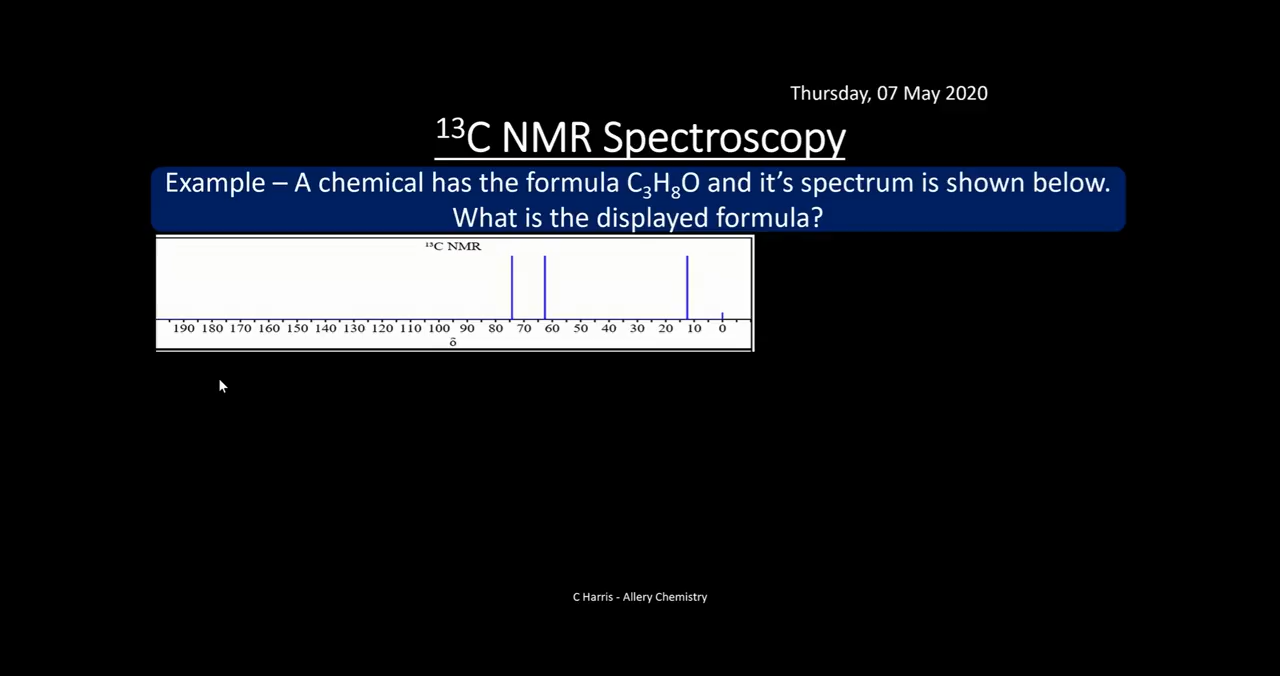 Thursday, 07 May 2020
¹³C NMR Spectroscopy
Example – A chemical has the formula C₃H₈O and it's spectrum is shown below.
What is the displayed formula?
¹³C NMR
190 180 170 160 150 140 130 120 110 100 90 80 70 60 50 40 30 20 10 0
δ
C Harris - Allery Chemistry